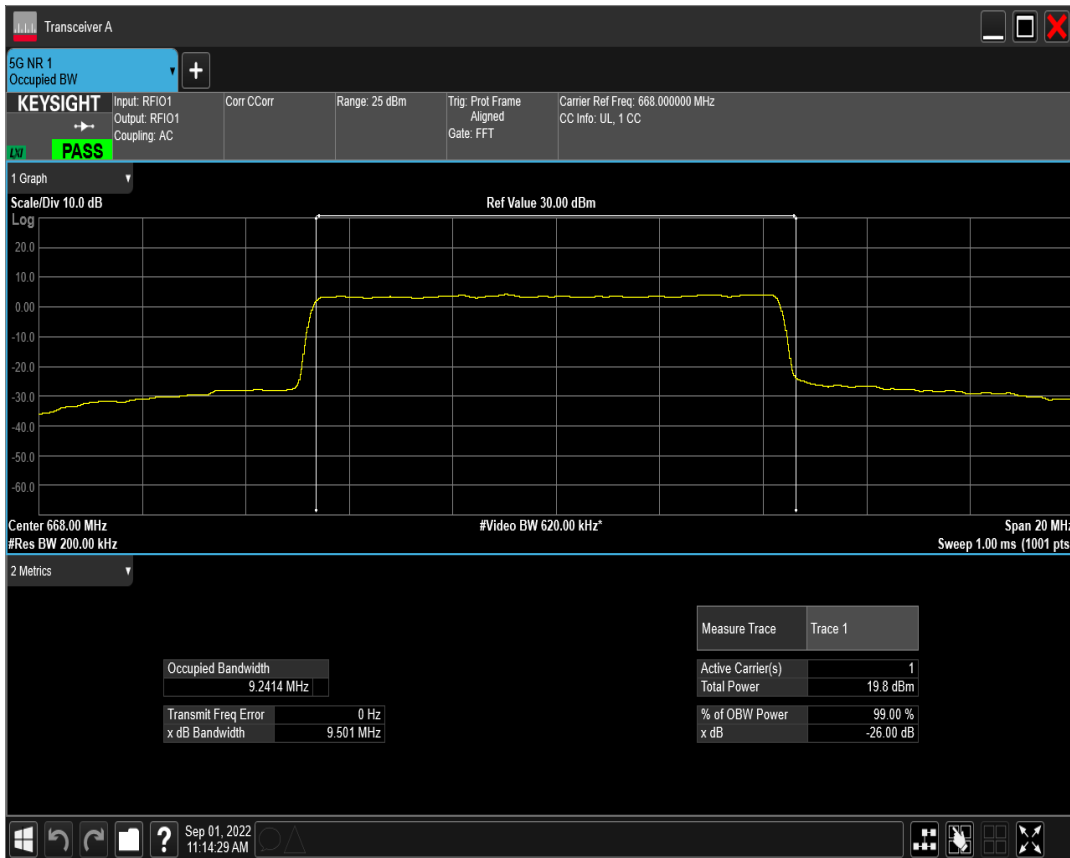 Transceiver A
5G NR 1
Occupied BW
KEYSIGHT
LXI
PASS
Input: RFIO1
Output: RFIO1
Coupling: AC
Corr CCorr
Range: 25 dBm
Trig: Prot Frame
Aligned
Gate: FFT
Carrier Ref Freq: 668.000000 MHz
CC Info: UL, 1 CC
1 Graph
Scale/Div 10.0 dB
Ref Value 30.00 dBm
Log
20.0
10.0
0.00
-10.0
-20.0
-30.0
-40.0
-50.0
-60.0
Center 668.00 MHz
#Video BW 620.00 kHz*
Span 20 MHz
#Res BW 200.00 kHz
Sweep 1.00 ms (1001 pts
2 Metrics
Measure Trace Trace 1
Occupied Bandwidth
9.2414 MHz
Active Carrier(s) 1
Total Power 19.8 dBm
Transmit Freq Error 0 Hz
x dB Bandwidth 9.501 MHz
% of OBW Power 99.00 %
x dB -26.00 dB
?
Sep 01, 2022
11:14:29 AM